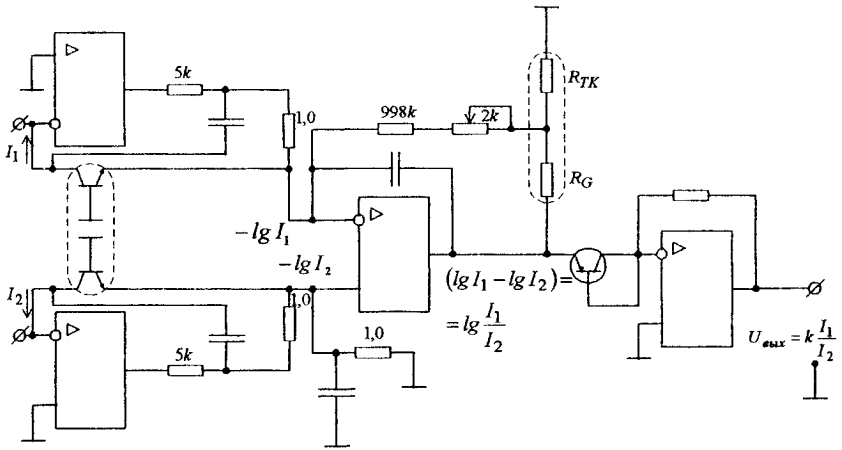 5k
R_TK
1,0
998k
2k
I_1
R_G
-lg I_1
-lg I_2
(lg I_1 - lg I_2) =
= lg I_1/I_2
I_2
1,0
1,0
5k
U_вых = k I_1/I_2